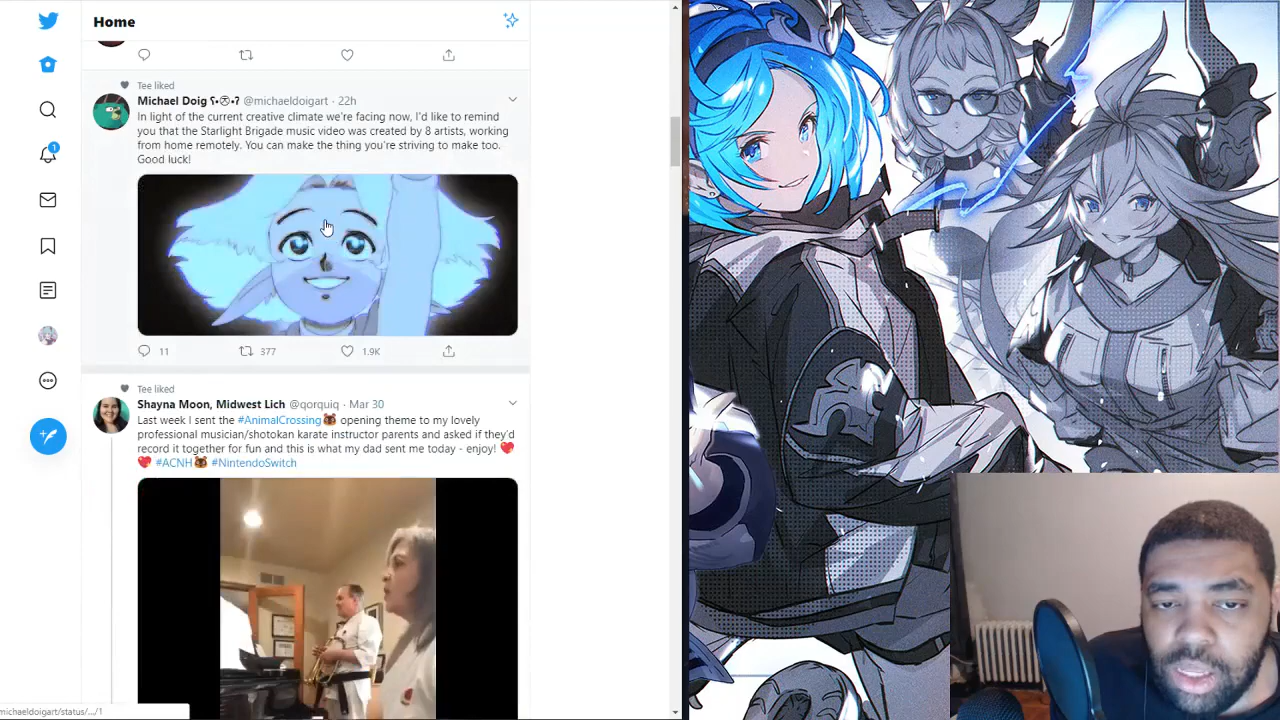 Home
Tee liked
Michael Doig ʕ•㉨•ʔ @michaeldoigart · 22h
In light of the current creative climate we're facing now, I'd like to remind
you that the Starlight Brigade music video was created by 8 artists, working
from home remotely. You can make the thing you're striving to make too.
Good luck!
11 377 1.9K
Tee liked
Shayna Moon, Midwest Lich @qorquiq · Mar 30
Last week I sent the #AnimalCrossing opening theme to my lovely
professional musician/shotokan karate instructor parents and asked if they'd
record it together for fun and this is what my dad sent me today - enjoy!
#ACNH #NintendoSwitch
1
michaeldoigart/status/.../1